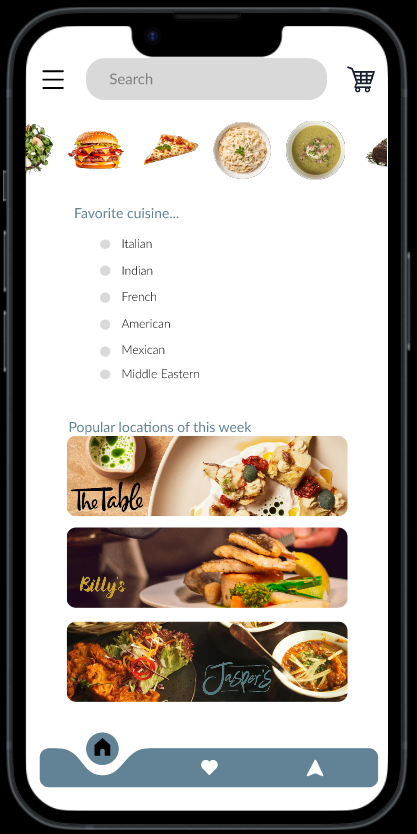 Search
Favorite cuisine...
Italian
Indian
French
American
Mexican
Middle Eastern
Popular locations of this week
The Table
Billy's
Jasper's